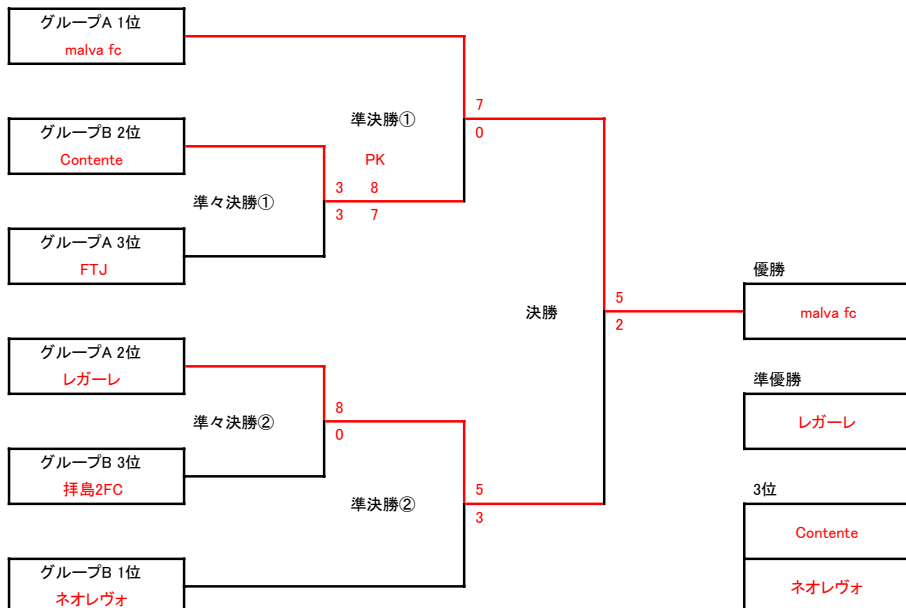 グループA 1位
malva fc
グループB 2位
Contente
グループA 3位
FTJ
グループA 2位
レガーレ
グループB 3位
拝島2FC
グループB 1位
ネオレヴォ
準々決勝①
3
3
PK
8
7
準々決勝②
8
0
準決勝①
7
0
準決勝②
5
3
決勝
5
2
優勝
malva fc
準優勝
レガーレ
3位
Contente
ネオレヴォ